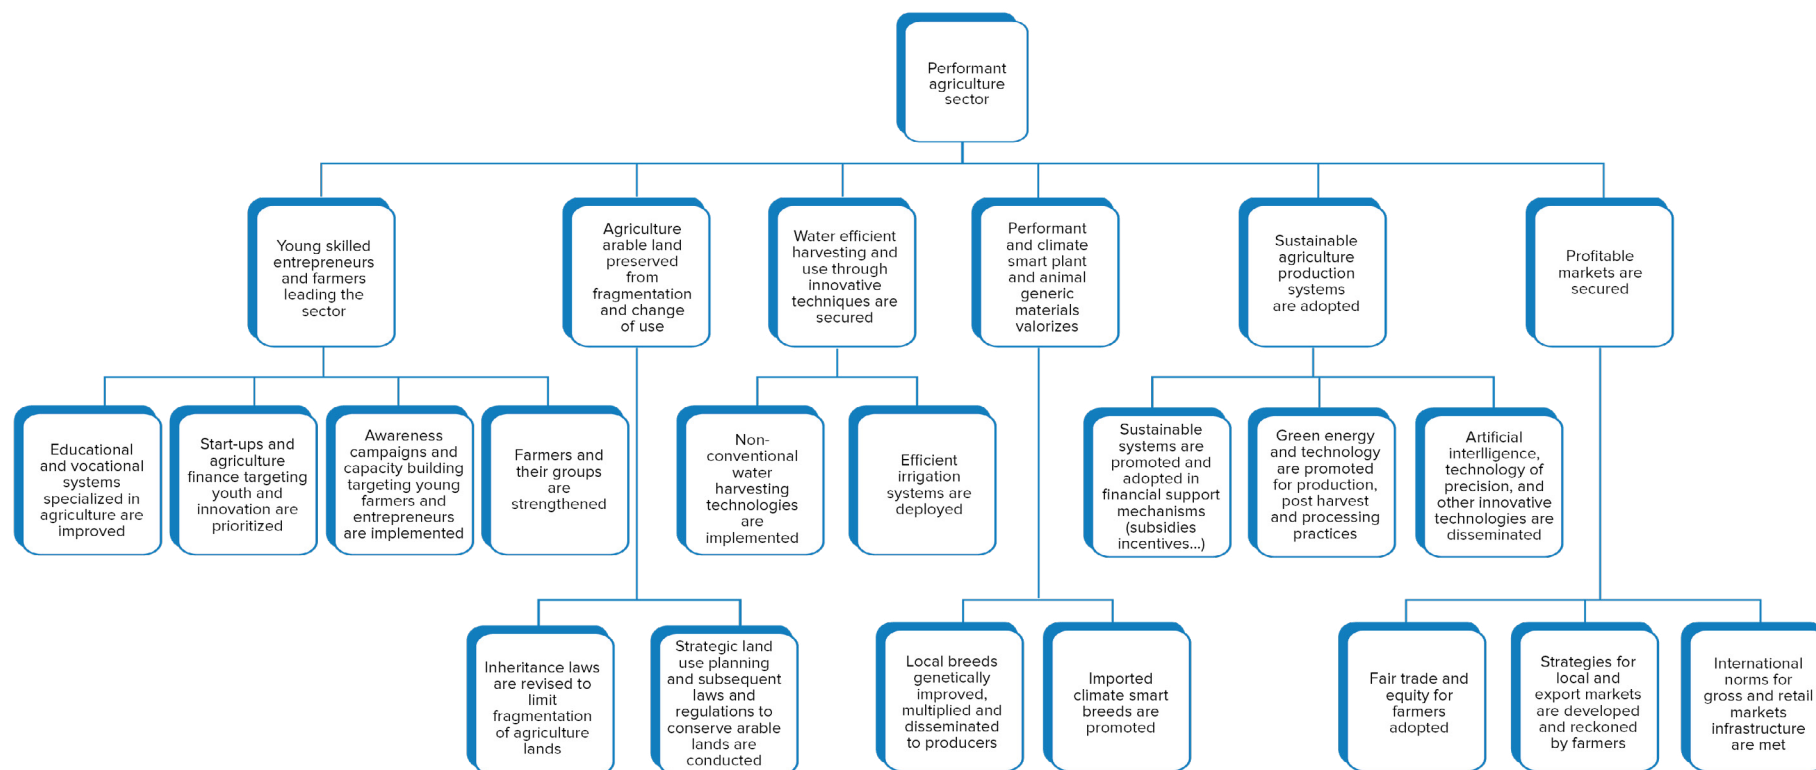 Performant
agriculture
sector
Young skilled
entrepreneurs
and farmers
leading the
sector
Agriculture
arable land
preserved
from
fragmentation
and change
of use
Water efficient
harvesting and
use through
innovative
techniques are
secured
Performant
and climate
smart plant
and animal
generic
materials
valorizes
Sustainable
agriculture
production
systems
are adopted
Profitable
markets are
secured
Educational
and vocational
systems
specialized in
agriculture are
improved
Start-ups and
agriculture
finance targeting
youth and
innovation are
prioritized
Awareness
campaigns and
capacity building
targeting young
farmers and
entrepreneurs
are implemented
Farmers and
their groups
are
strengthened
Non-
conventional
water
harvesting
technologies
are
implemented
Efficient
irrigation
systems are
deployed
Sustainable
systems are
promoted and
adopted in
financial support
mechanisms
(subsidies
incentives...)
Green energy
and technology
are promoted
for production,
post harvest
and processing
practices
Artificial
interlligence,
technology of
precision, and
other innovative
technologies are
disseminated
Inheritance laws
are revised to
limit
fragmentation
of agriculture
lands
Strategic land
use planning
and subsequent
laws and
regulations to
conserve arable
lands are
conducted
Local breeds
genetically
improved,
multiplied and
disseminated
to producers
Imported
climate smart
breeds are
promoted
Fair trade and
equity for
farmers
adopted
Strategies for
local and
export markets
are developed
and reckoned
by farmers
International
norms for
gross and retail
markets
infrastructure
are met